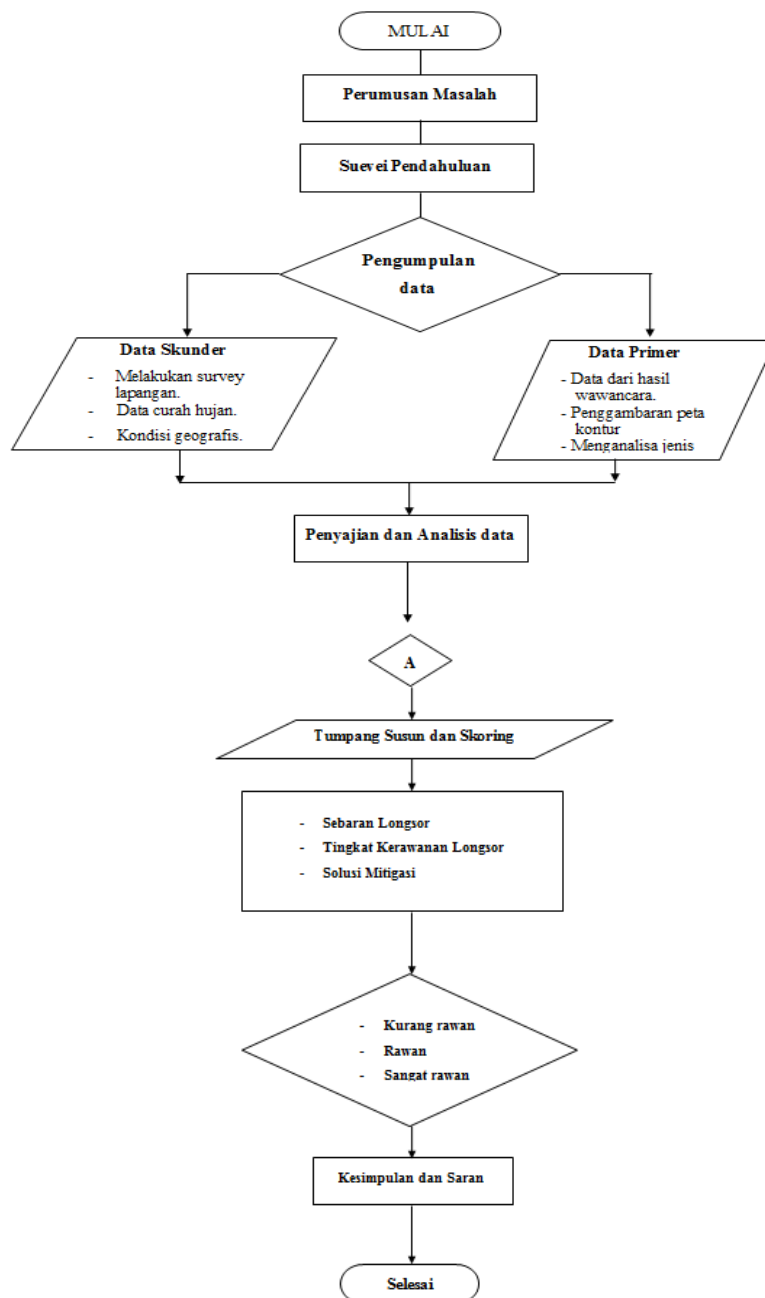 MULAI
Perumusan Masalah
Suevei Pendahuluan
Pengumpulan
data
Data Skunder
- Melakukan survey
lapangan.
- Data curah hujan.
- Kondisi geografis.
Data Primer
- Data dari hasil
wawancara.
- Penggambaran peta
kontur
- Menganalisa jenis
Penyajian dan Analisis data
A
Tumpang Susun dan Skoring
- Sebaran Longsor
- Tingkat Kerawanan Longsor
- Solusi Mitigasi
- Kurang rawan
- Rawan
- Sangat rawan
Kesimpulan dan Saran
Selesai